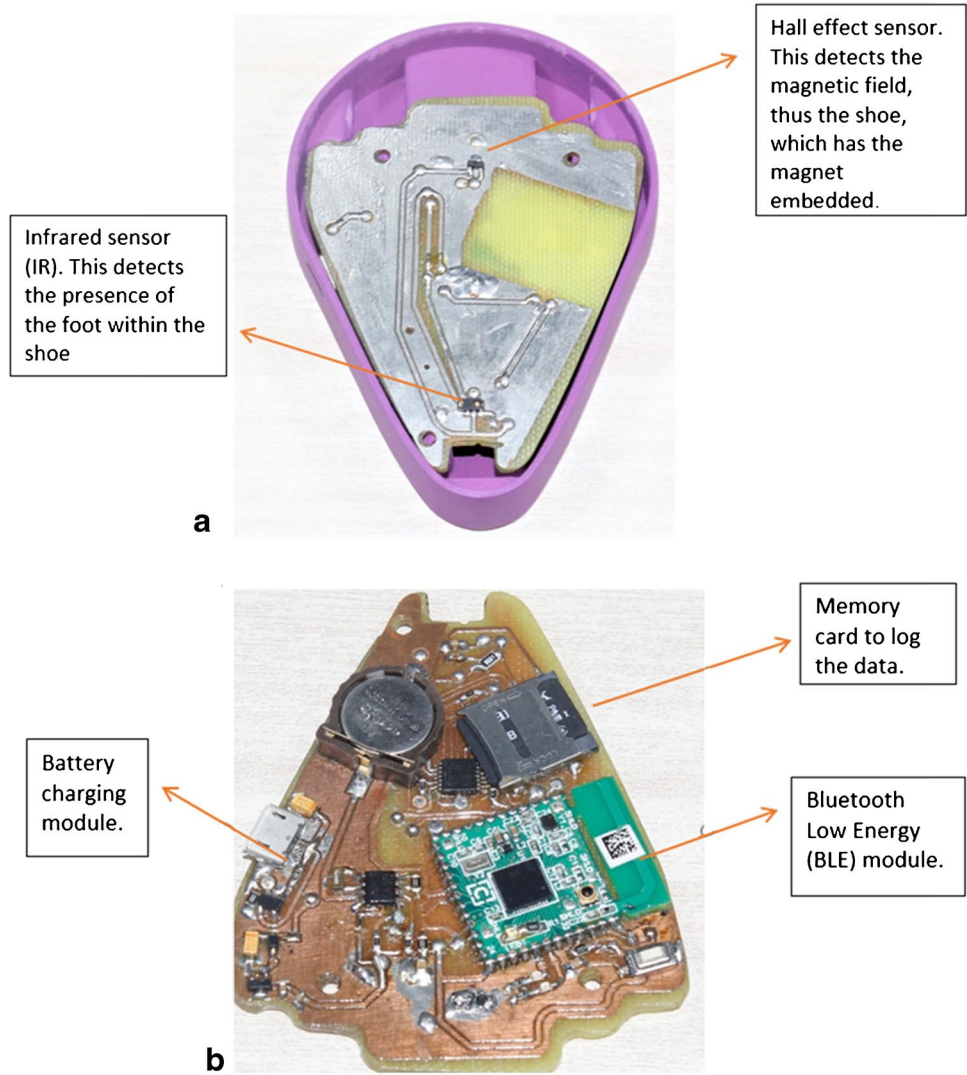 Hall effect sensor.
This detects the
magnetic field,
thus the shoe,
which has the
magnet
embedded.
Infrared sensor
(IR). This detects
the presence of
the foot within the
shoe
a
Memory
card to log
the data.
Battery
charging
module.
Bluetooth
Low Energy
(BLE) module.
b